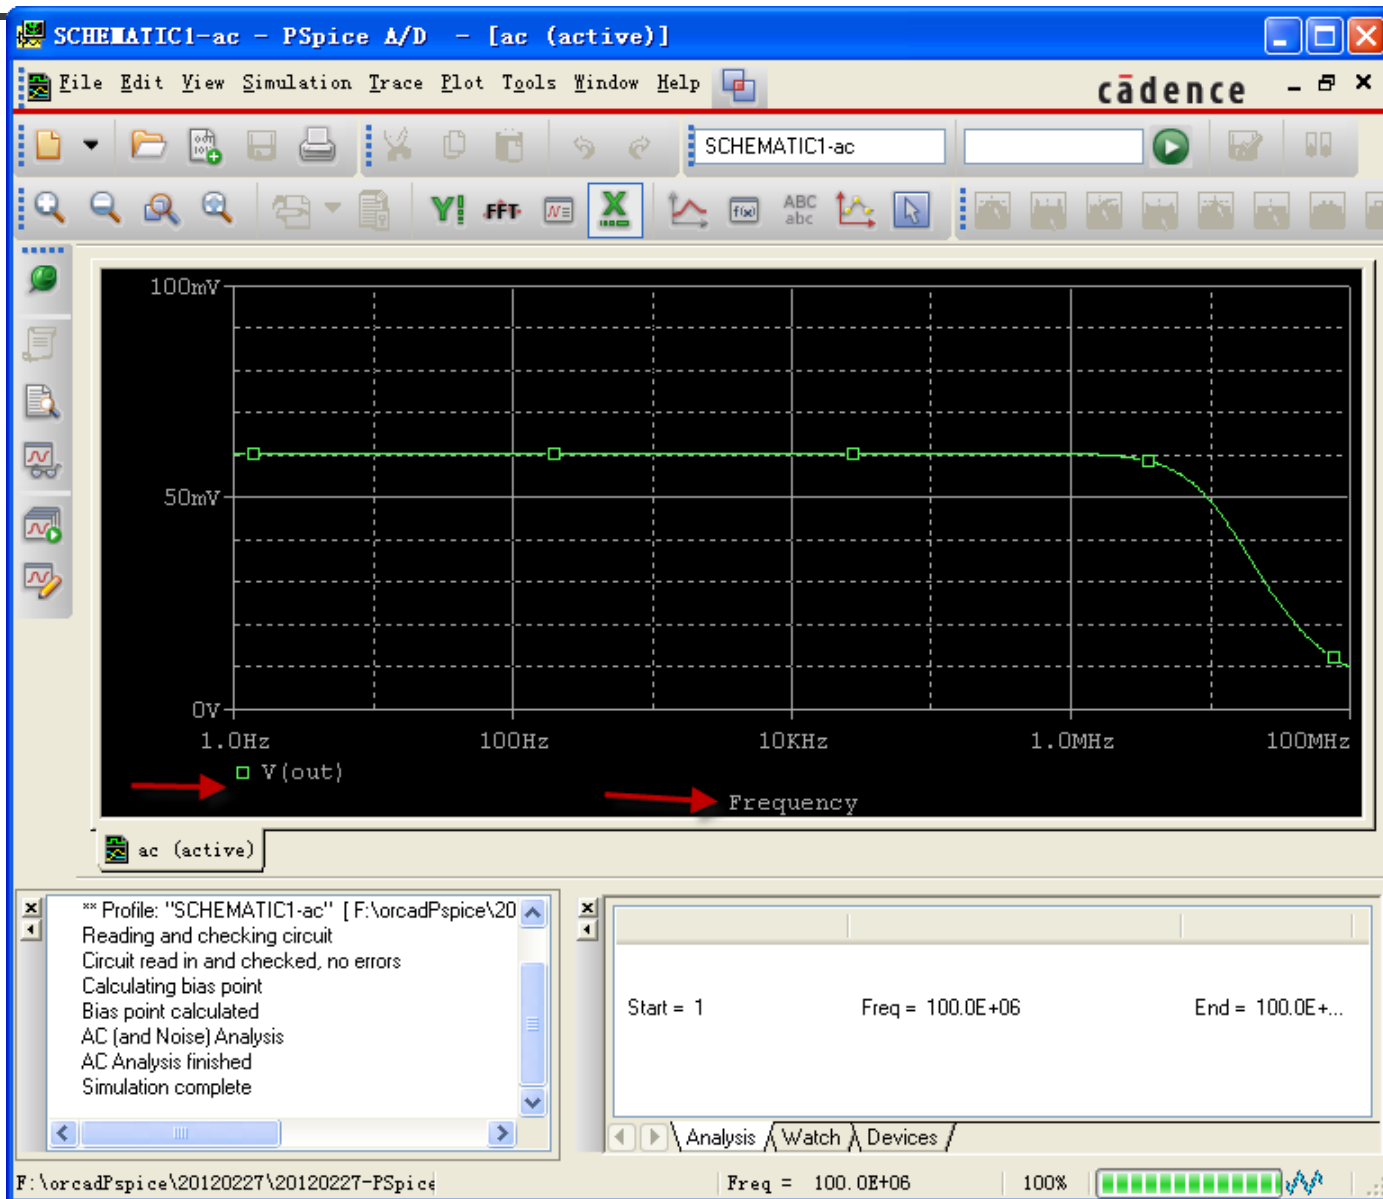 SCHEMATIC1-ac - PSpice A/D - [ac (active)]
File Edit View Simulation Trace Plot Tools Window Help
cādence
SCHEMATIC1-ac
FFT
f(x)
ABC
abc
100mV
50mV
0V
1.0Hz 100Hz 10KHz 1.0MHz 100MHz
V(out)
Frequency
ac (active)
** Profile: "SCHEMATIC1-ac" [ F:\orcadPspice\20
Reading and checking circuit
Circuit read in and checked, no errors
Calculating bias point
Bias point calculated
AC (and Noise) Analysis
AC Analysis finished
Simulation complete
Start = 1 Freq = 100.0E+06 End = 100.0E+...
Analysis Watch Devices
F:\orcadPspice\20120227\20120227-PSpice Freq = 100.0E+06 100%